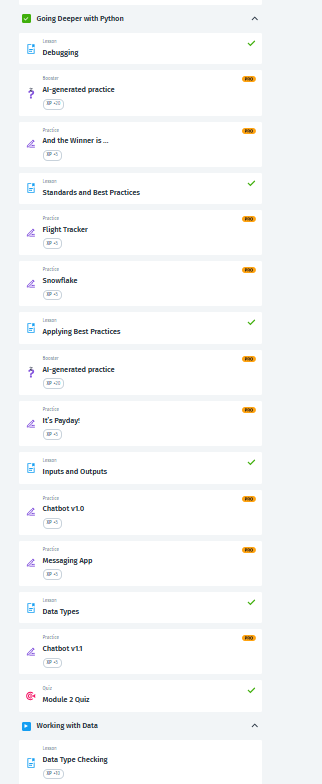 Going Deeper with Python
Lesson
Debugging
Booster
PRO
AI-generated practice
XP +20
Practice
PRO
And the Winner is ...
XP +5
Lesson
Standards and Best Practices
Practice
PRO
Flight Tracker
XP +5
Practice
PRO
Snowflake
XP +5
Lesson
Applying Best Practices
Booster
PRO
AI-generated practice
XP +20
Practice
PRO
It's Payday!
XP +5
Lesson
Inputs and Outputs
Practice
PRO
Chatbot v1.0
XP +5
Practice
PRO
Messaging App
XP +5
Lesson
Data Types
Practice
PRO
Chatbot v1.1
XP +5
Quiz
Module 2 Quiz
Working with Data
Lesson
Data Type Checking
XP +10